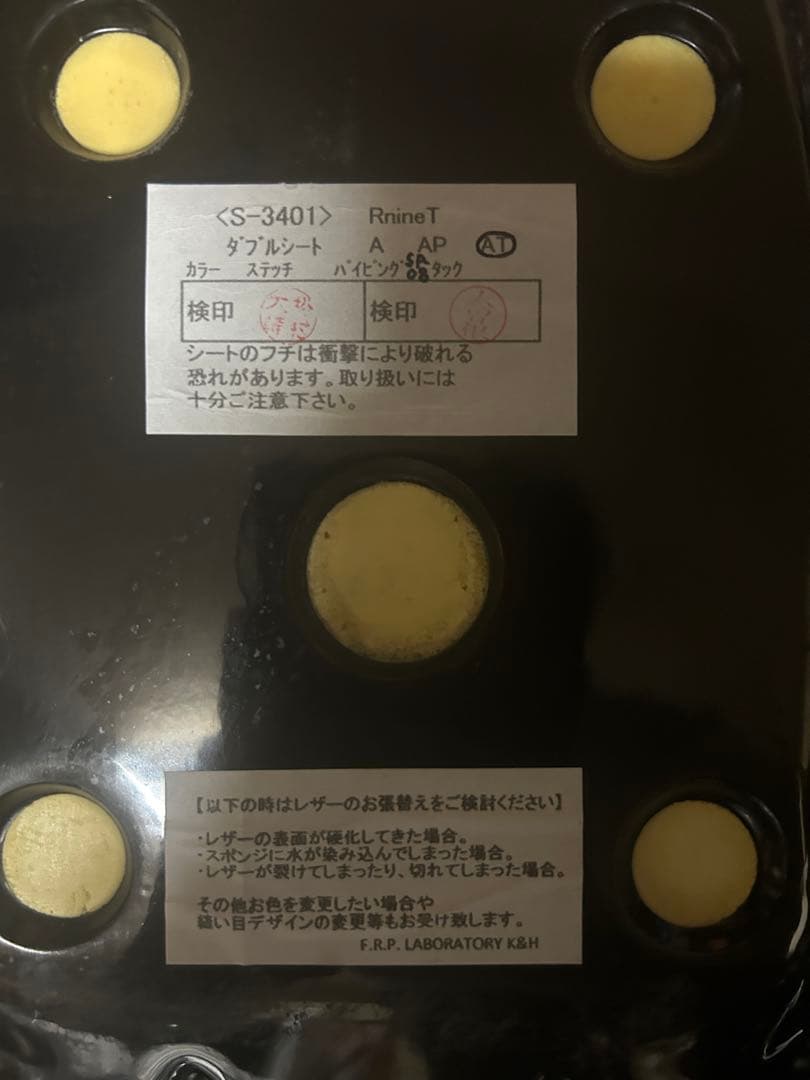 <S-3401> RnineT
ﾀﾞﾌﾞﾙシート A AP AT
ｶﾗｰ ｽﾃｯﾁ ﾊﾟｲﾋﾟﾝｸﾞ ﾀｯｸ
検印 検印
シートのフチは衝撃により破れる
恐れがあります。取り扱いには
十分ご注意下さい。
【以下の時はレザーのお張替えをご検討ください】
・レザーの表面が硬化してきた場合。
・スポンジに水が染み込んでしまった場合。
・レザーが裂けてしまったり、切れてしまった場合。
その他お色を変更したい場合や
縫い目デザインの変更等もお受け致します。
F.R.P. LABORATORY K&H